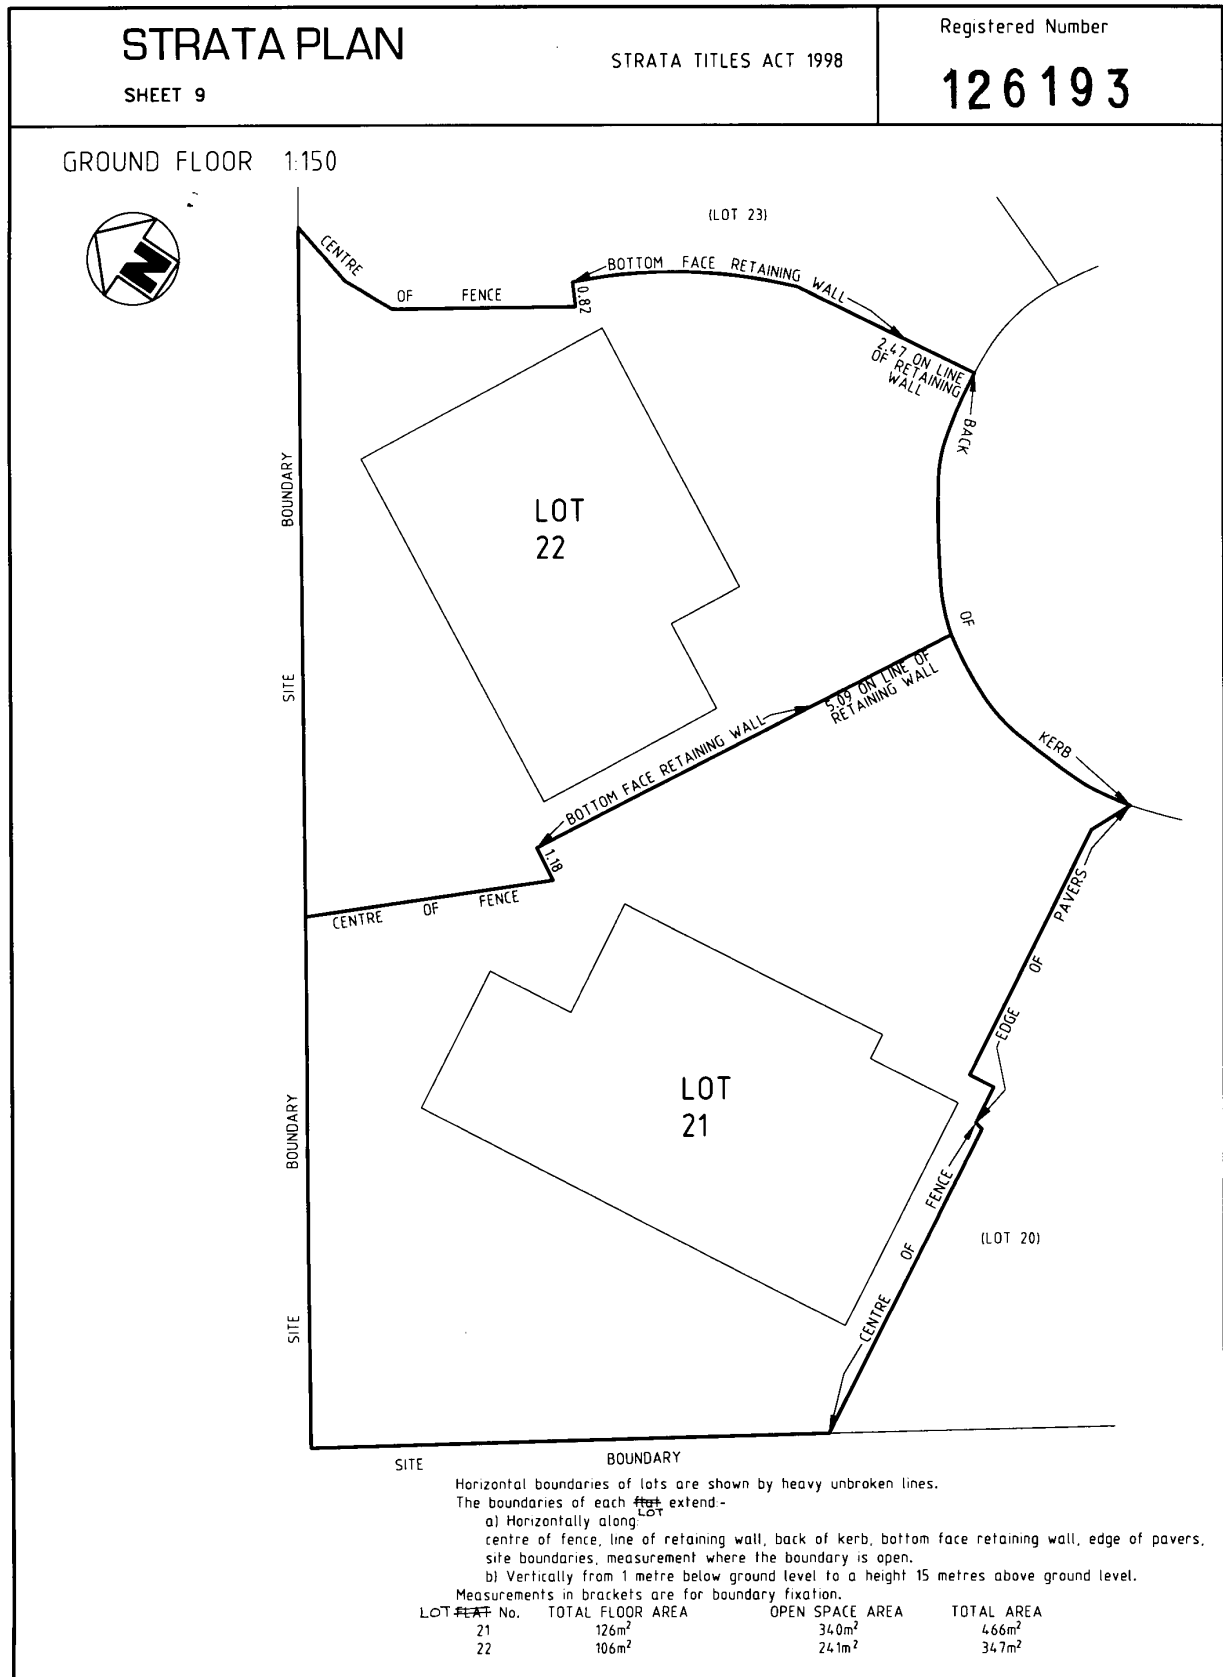 STRATA PLAN
SHEET 9
STRATA TITLES ACT 1998
Registered Number
126193
GROUND FLOOR 1:150
N
(LOT 23)
CENTRE OF FENCE
0.82
BOTTOM FACE RETAINING WALL
2.47 ON LINE
OF RETAINING
WALL
BACK OF KERB
SITE BOUNDARY
LOT
22
5.09 ON LINE OF
RETAINING WALL
BOTTOM FACE RETAINING WALL
1.18
CENTRE OF FENCE
EDGE OF PAVERS
LOT
21
SITE BOUNDARY
CENTRE OF FENCE
(LOT 20)
SITE BOUNDARY
Horizontal boundaries of lots are shown by heavy unbroken lines.
The boundaries of each flat extend:-
LOT
a) Horizontally along:
centre of fence, line of retaining wall, back of kerb, bottom face retaining wall, edge of pavers,
site boundaries, measurement where the boundary is open.
b) Vertically from 1 metre below ground level to a height 15 metres above ground level.
Measurements in brackets are for boundary fixation.
LOT FLAT No. TOTAL FLOOR AREA OPEN SPACE AREA TOTAL AREA
21 126m² 340m² 466m²
22 106m² 241m² 347m²